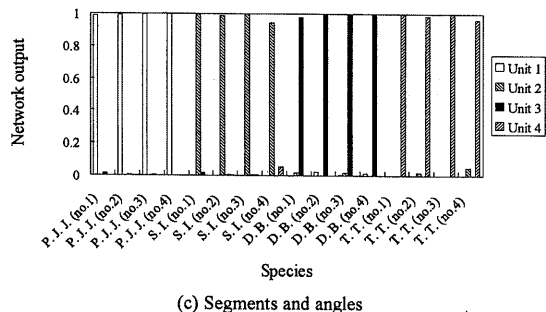 Network output
1
0.8
0.6
0.4
0.2
0
Unit 1
Unit 2
Unit 3
Unit 4
P. J. J. (no.1)
P. J. J. (no.2)
P. J. J. (no.3)
P. J. J. (no.4)
S. I. (no.1)
S. I. (no.2)
S. I. (no.3)
S. I. (no.4)
D. B. (no.1)
D. B. (no.2)
D. B. (no.3)
D. B. (no.4)
T. T. (no.1)
T. T. (no.2)
T. T. (no.3)
T. T. (no.4)
Species
(c) Segments and angles